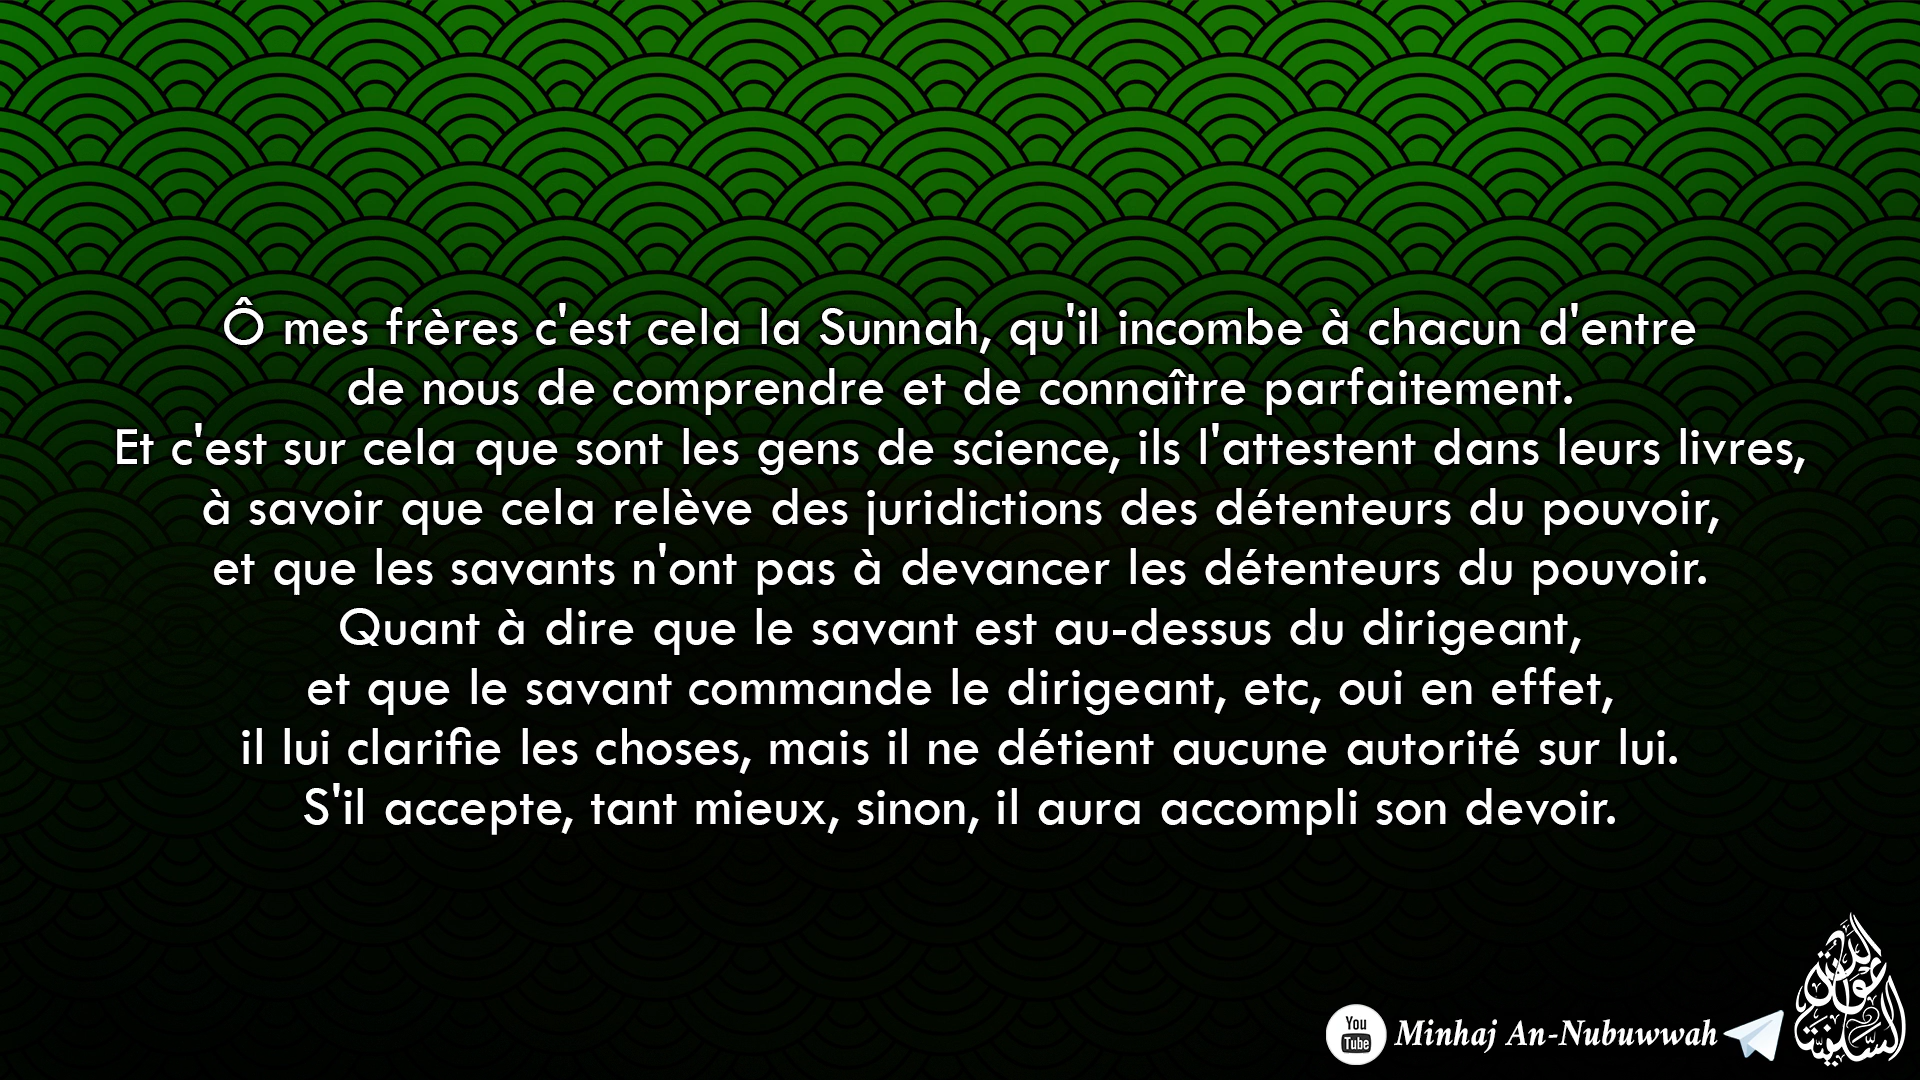 Ô mes frères c'est cela la Sunnah, qu'il incombe à chacun d'entre
de nous de comprendre et de connaître parfaitement.
Et c'est sur cela que sont les gens de science, ils l'attestent dans leurs livres,
à savoir que cela relève des juridictions des détenteurs du pouvoir,
et que les savants n'ont pas à devancer les détenteurs du pouvoir.
Quant à dire que le savant est au-dessus du dirigeant,
et que le savant commande le dirigeant, etc, oui en effet,
il lui clarifie les choses, mais il ne détient aucune autorité sur lui.
S'il accepte, tant mieux, sinon, il aura accompli son devoir.
You Tube Minhaj An-Nubuwwah